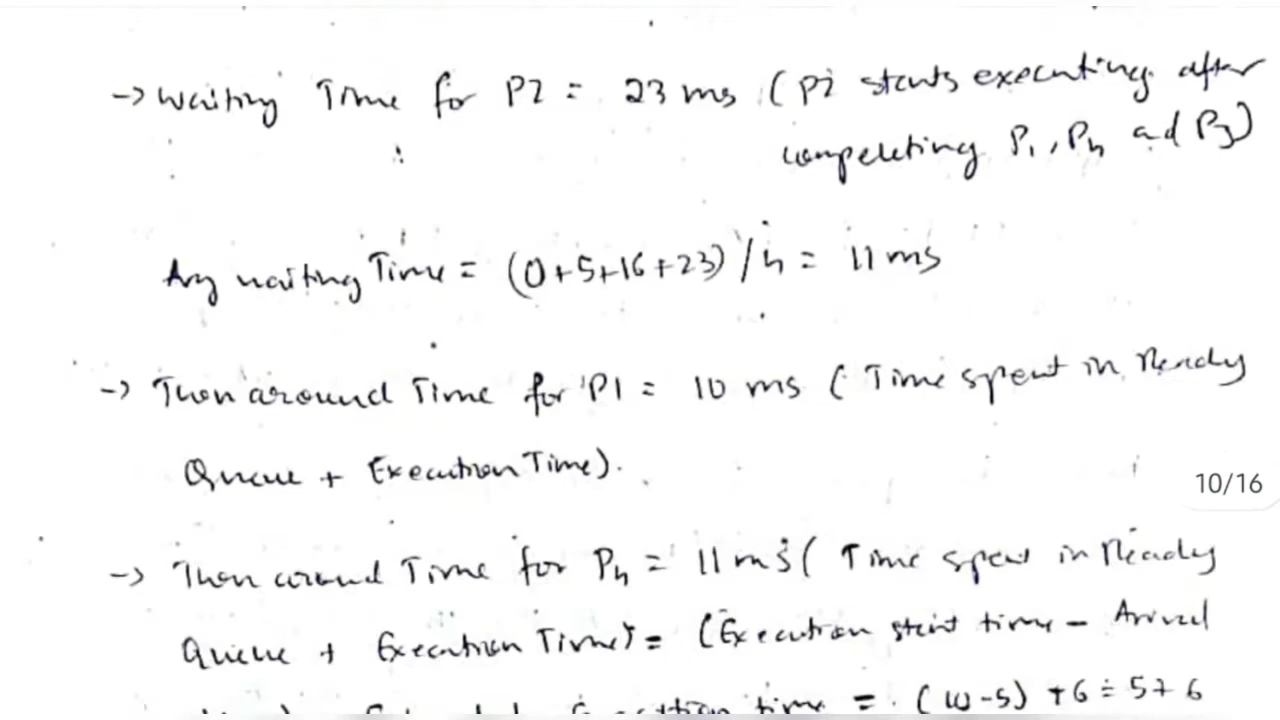 -> Waiting Time for P2 = 23 ms (P2 starts executing after
compeleting P1, P4 and P3)
Avg waiting Time = (0+5+16+23)/4 = 11 ms
-> Turn around Time for P1 = 10 ms (Time spent in Ready
Queue + Execution Time).
10/16
-> Turn around Time for P4 = 11 ms (Time spent in Ready
Queue + Execution Time) = (Execution start time - Arrival
time = (10-5) + 6 = 5+6